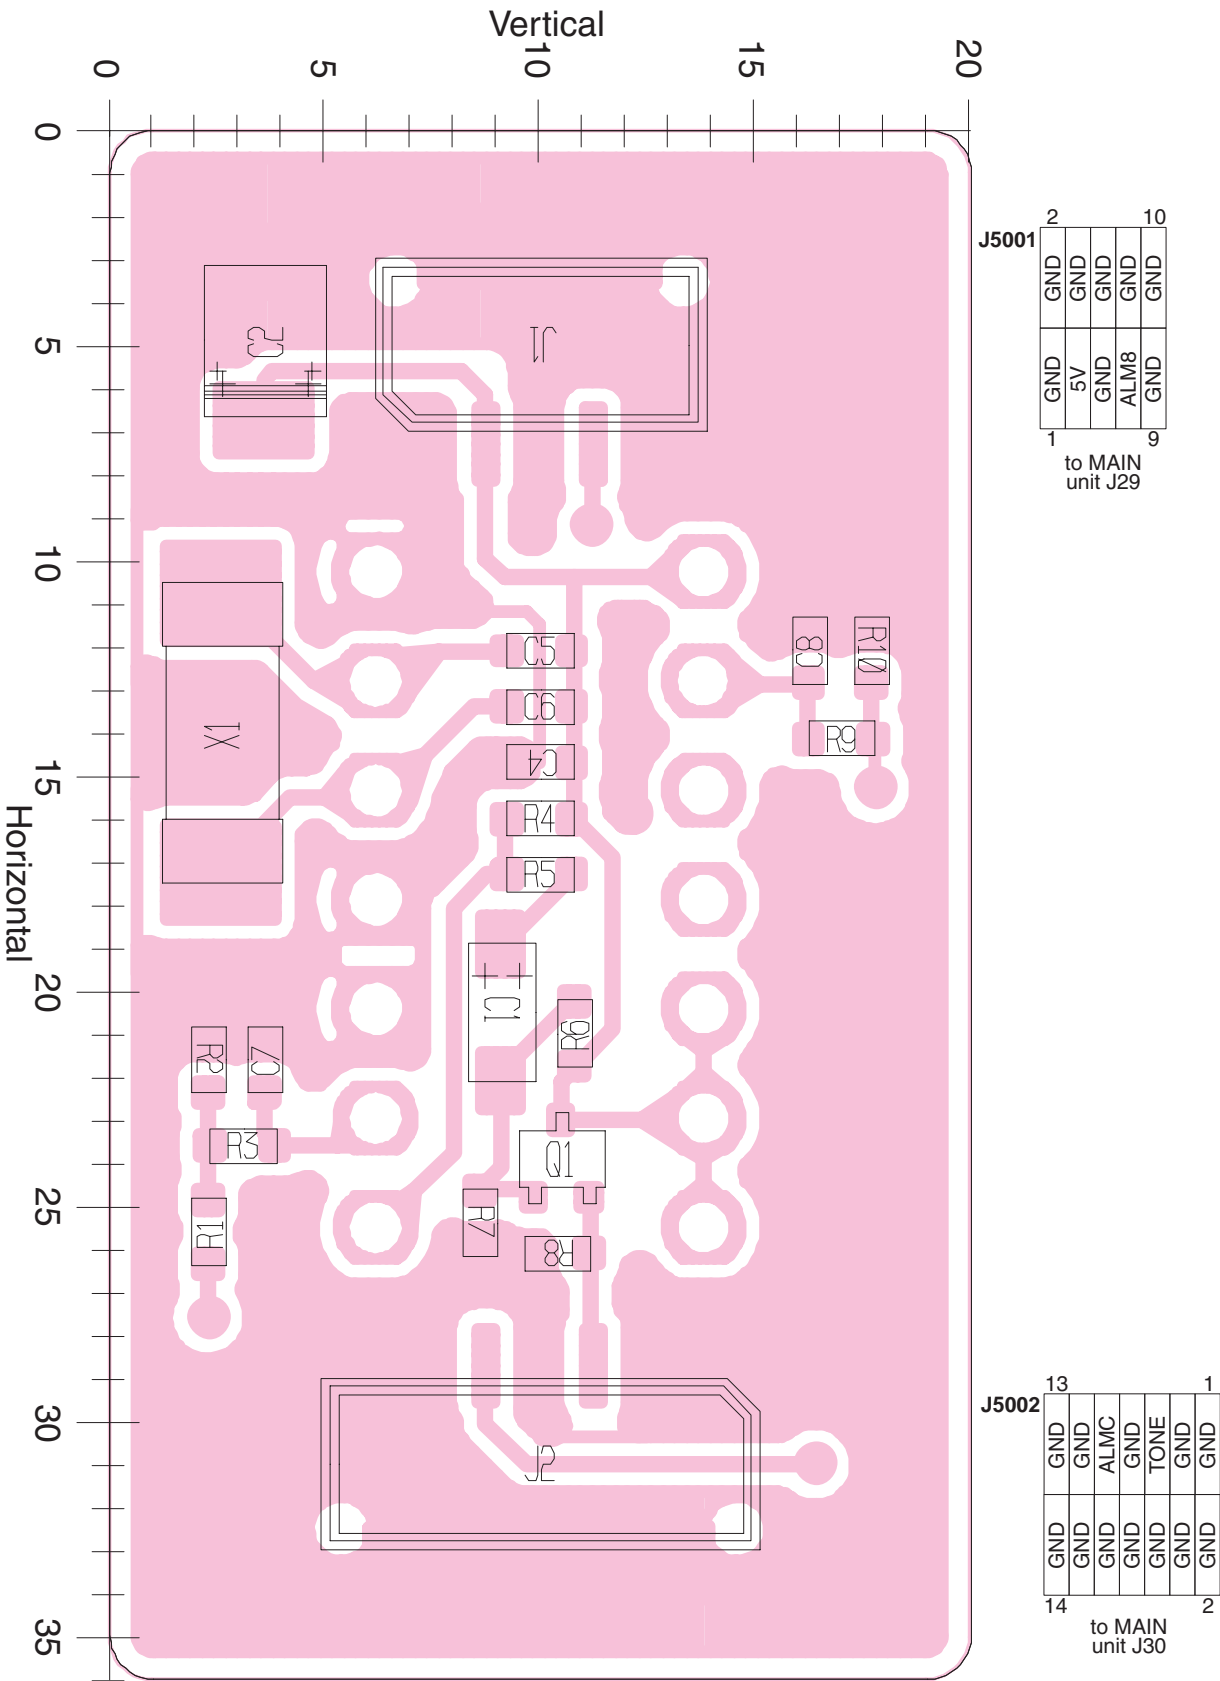 Vertical
0 5 10 15 20
0
5
10
15
20
25
30
35
Horizontal
C2
J1
C5
C6
C4
R4
R5
C8
R10
R9
X1
C1
R6
R2
C7
R3
R1
Q1
R7
R8
J2
J5001
2 10
GND GND GND GND GND
GND 5V GND ALM8 GND
1 9
to MAIN
unit J29
J5002
13 1
GND GND ALMC GND TONE GND GND
GND GND GND GND GND GND GND
14 2
to MAIN
unit J30